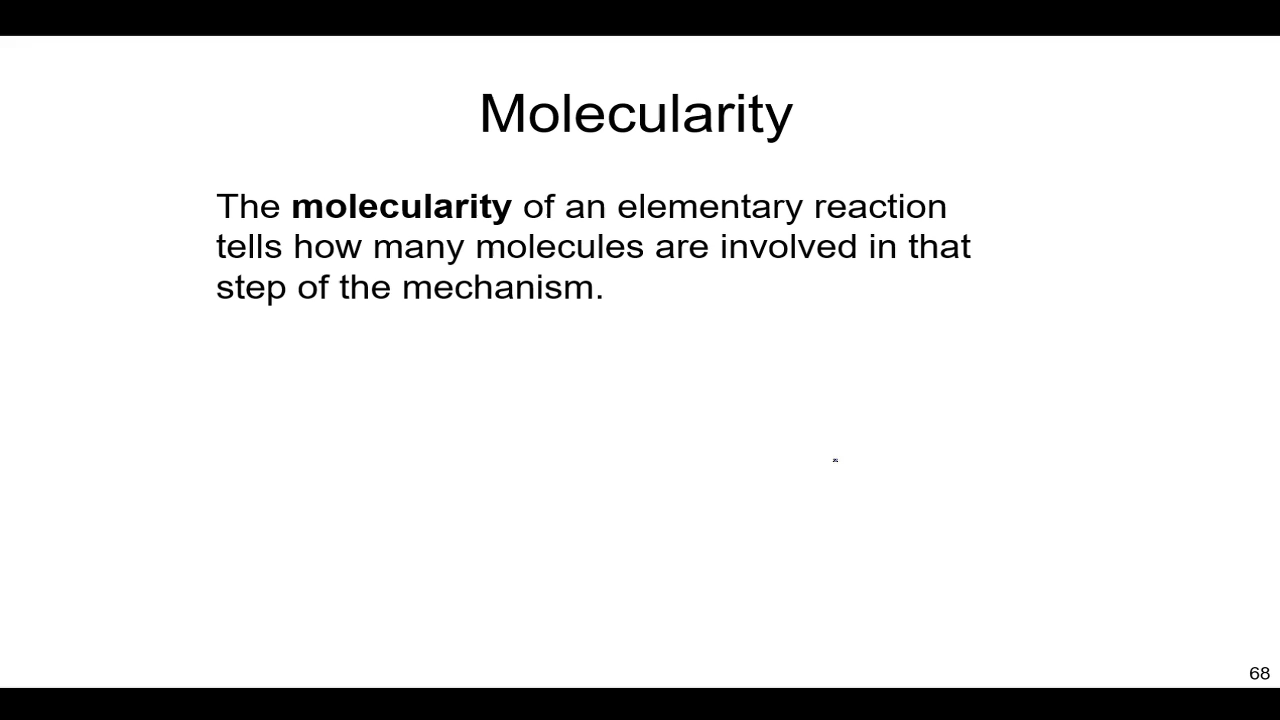 Molecularity
The molecularity of an elementary reaction
tells how many molecules are involved in that
step of the mechanism.
68